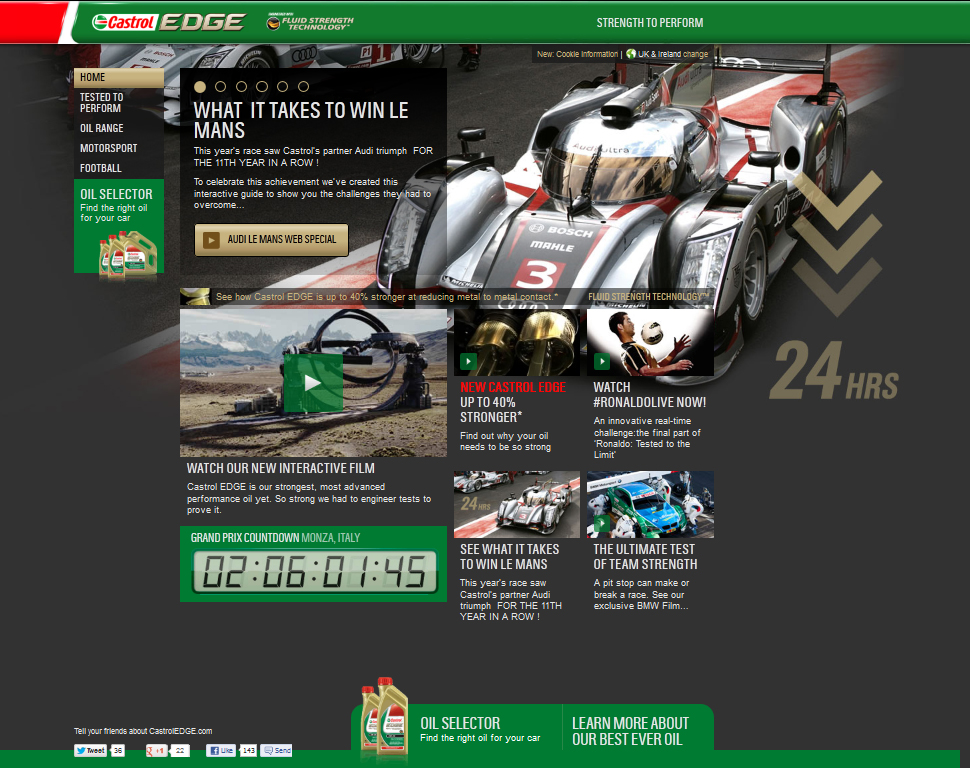 Castrol EDGE
FLUID STRENGTH
TECHNOLOGY™
STRENGTH TO PERFORM
New: Cookie Information | UK & Ireland change
HOME
TESTED TO
PERFORM
OIL RANGE
MOTORSPORT
FOOTBALL
OIL SELECTOR
Find the right oil
for your car
WHAT IT TAKES TO WIN LE
MANS
This year's race saw Castrol's partner Audi triumph FOR
THE 11TH YEAR IN A ROW !
To celebrate this achievement we've created this
interactive guide to show you the challenges they had to
overcome...
AUDI LE MANS WEB SPECIAL
Audi ultra
BOSCH
MAHLE
3
24 HRS
See how Castrol EDGE is up to 40% stronger at reducing metal to metal contact.*
FLUID STRENGTH TECHNOLOGY™
WATCH OUR NEW INTERACTIVE FILM
Castrol EDGE is our strongest, most advanced
performance oil yet. So strong we had to engineer tests to
prove it.
GRAND PRIX COUNTDOWN MONZA, ITALY
02:06:01:45
NEW CASTROL EDGE
UP TO 40%
STRONGER*
Find out why your oil
needs to be so strong
WATCH
#RONALDOLIVE NOW!
An innovative real-time
challenge:the final part of
'Ronaldo: Tested to the
Limit'
24 HRS
SEE WHAT IT TAKES
TO WIN LE MANS
This year's race saw
Castrol's partner Audi
triumph FOR THE 11TH
YEAR IN A ROW !
THE ULTIMATE TEST
OF TEAM STRENGTH
A pit stop can make or
break a race. See our
exclusive BMW Film...
Tell your friends about CastrolEDGE.com
Tweet 36
+1 22
Like 143
Send
OIL SELECTOR
Find the right oil for your car
LEARN MORE ABOUT
OUR BEST EVER OIL